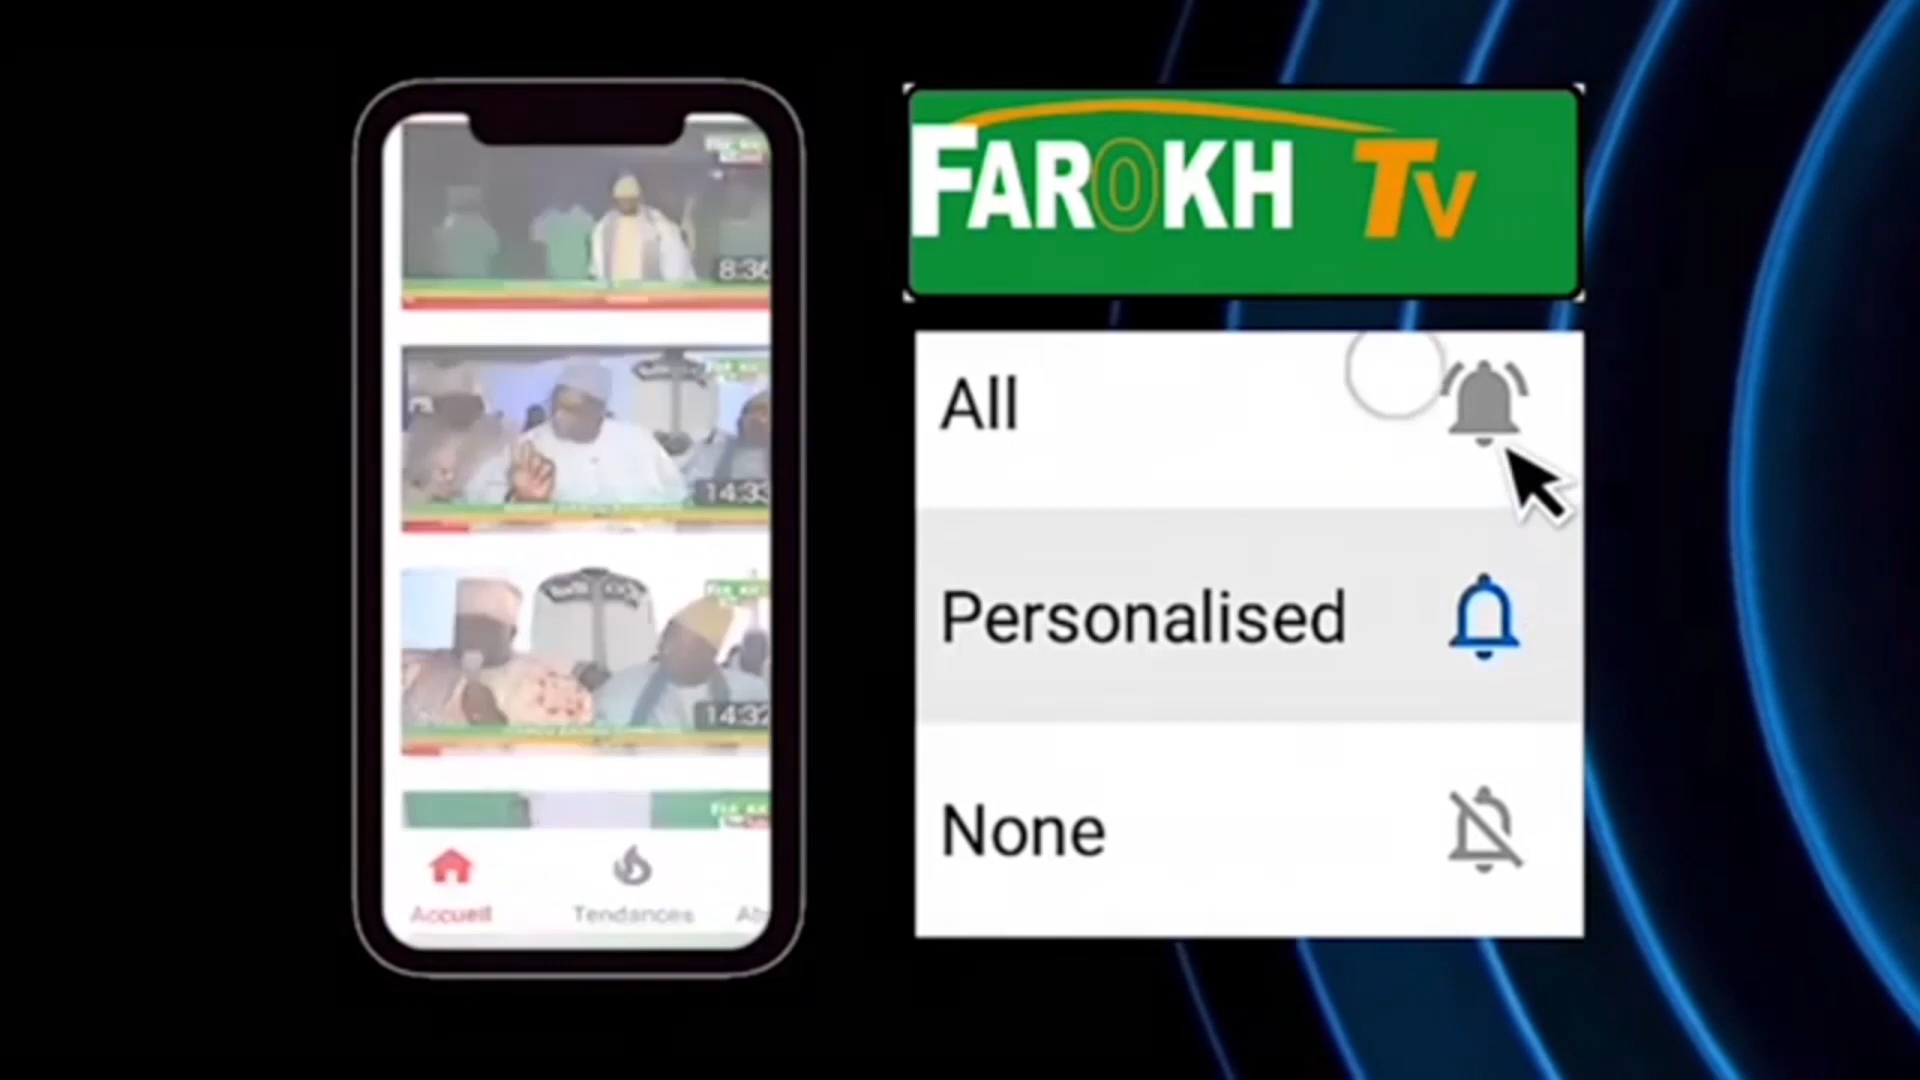 FAROKH TV
All
Personalised
None
8:36
14:33
14:32
Accueil
Tendances